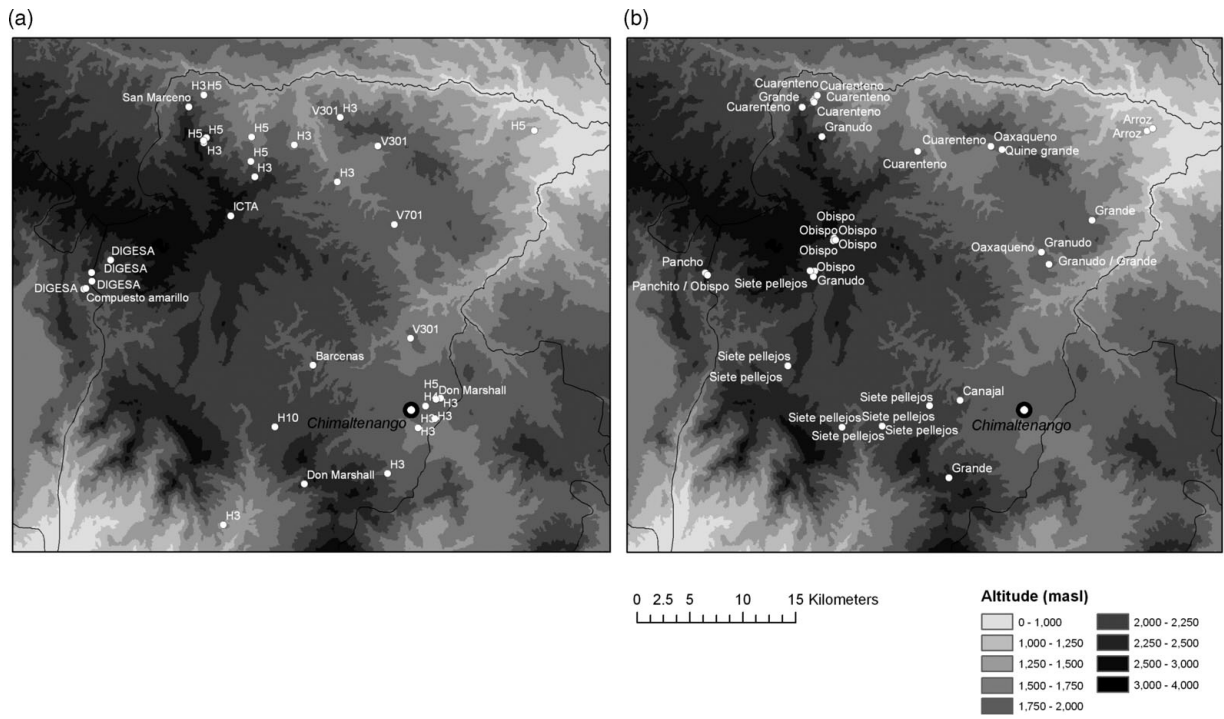 (a)
H3 H5
San Marceno
V301 H3
H5
H5
H5
H5
H3
H3
V301
H5
H3
H3
ICTA
V701
DIGESA
DIGESA
DIGESA
DIGESA
Compuesto amarillo
V301
Barcenas
H5
Don Marshall
H3
H3
H3
Chimaltenango
H10
H3
Don Marshall
H3
(b)
Cuarenteno
Cuarenteno
Grande
Cuarenteno
Cuarenteno
Cuarenteno
Granudo
Arroz
Arroz
Cuarenteno
Oaxaqueno
Quine grande
Cuarenteno
Obispo
Grande
Obispo
Obispo
Obispo
Oaxaqueno
Granudo
Granudo / Grande
Pancho
Obispo
Panchito / Obispo
Siete pellejos
Granudo
Siete pellejos
Siete pellejos
Siete pellejos
Canajal
Siete pellejos
Siete pellejos
Siete pellejos
Siete pellejos
Chimaltenango
Grande
0 2.5 5 10 15 Kilometers
Altitude (masl)
0 - 1,000
1,000 - 1,250
1,250 - 1,500
1,500 - 1,750
1,750 - 2,000
2,000 - 2,250
2,250 - 2,500
2,500 - 3,000
3,000 - 4,000